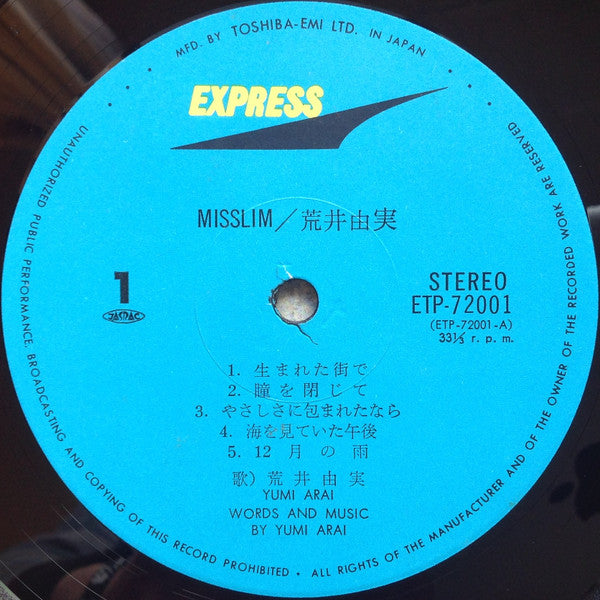 MFD. BY TOSHIBA-EMI LTD. IN JAPAN
EXPRESS
MISSLIM／荒井由実
1
JASRAC
STEREO
ETP-72001
(ETP-72001-A)
33⅓ r. p. m.
1. 生まれた街で
2. 瞳を閉じて
3. やさしさに包まれたなら
4. 海を見ていた午後
5. 12月の雨
歌) 荒井由実
YUMI ARAI
WORDS AND MUSIC
BY YUMI ARAI
UNAUTHORIZED PUBLIC PERFORMANCE, BROADCASTING AND COPYING OF THIS RECORD PROHIBITED • ALL RIGHTS OF THE MANUFACTURER AND OF THE OWNER OF THE RECORDED WORK ARE RESERVED